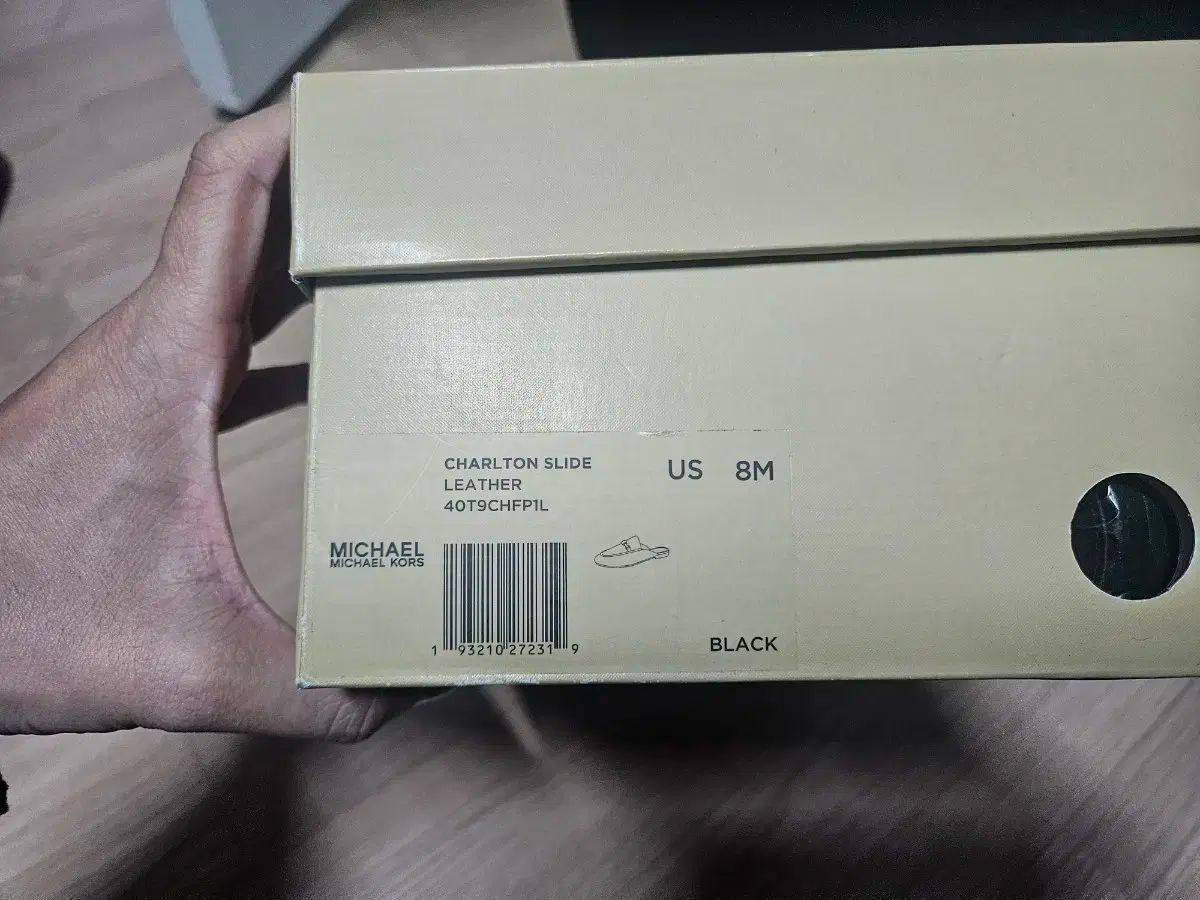 CHARLTON SLIDE
LEATHER
40T9CHFP1L
US 8M
MICHAEL
MICHAEL KORS
1 93210 27231 9
BLACK